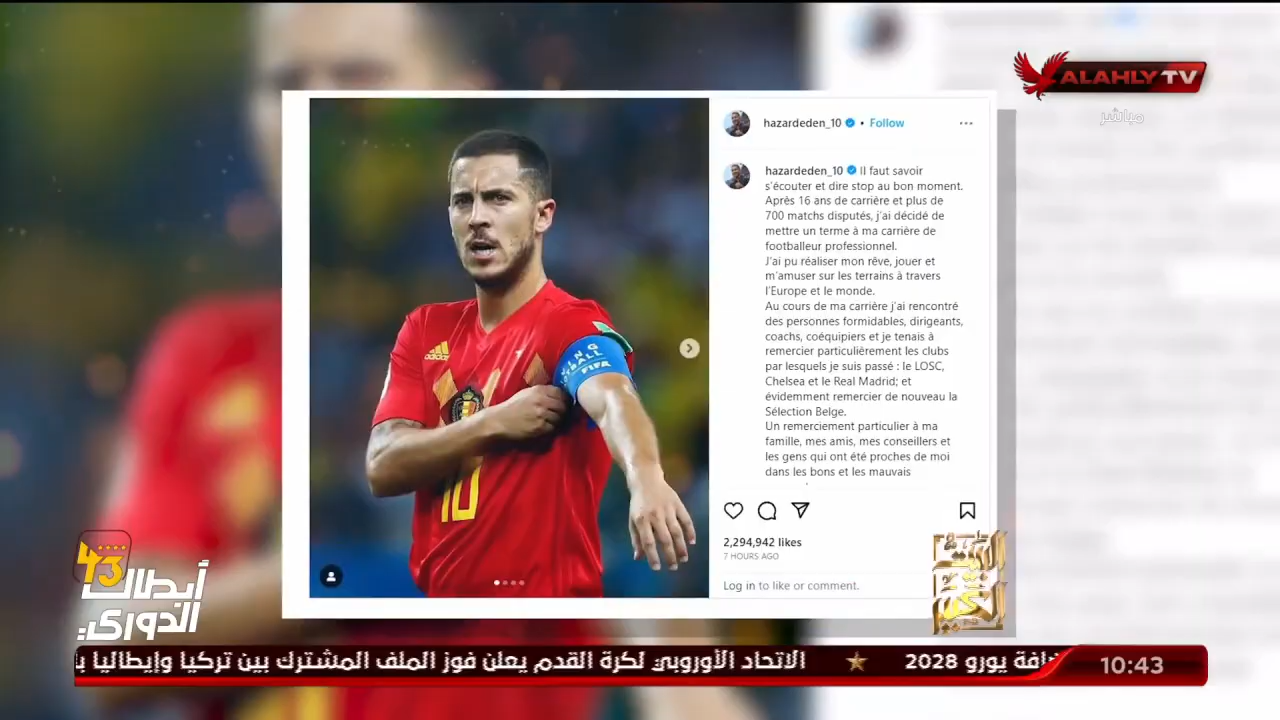 ALAHLY TV
مباشر
hazardeden_10 • Follow
hazardeden_10 Il faut savoir
s'écouter et dire stop au bon moment.
Après 16 ans de carrière et plus de
700 matchs disputés, j'ai décidé de
mettre un terme à ma carrière de
footballeur professionnel.
J'ai pu réaliser mon rêve, jouer et
m'amuser sur les terrains à travers
l'Europe et le monde.
Au cours de ma carrière j'ai rencontré
des personnes formidables, dirigeants,
coachs, coéquipiers et je tenais à
remercier particulièrement les clubs
par lesquels je suis passé : le LOSC,
Chelsea et le Real Madrid; et
évidemment remercier de nouveau la
Sélection Belge.
Un remerciement particulier à ma
famille, mes amis, mes conseillers et
les gens qui ont été proches de moi
dans les bons et les mauvais
adidas
FIFA
10
2,294,942 likes
7 HOURS AGO
Log in to like or comment.
43
أبطال
الدوري
يورو 2028 ★ الاتحاد الأوروبي لكرة القدم يعلن فوز الملف المشترك بين تركيا وإيطاليا
10:43